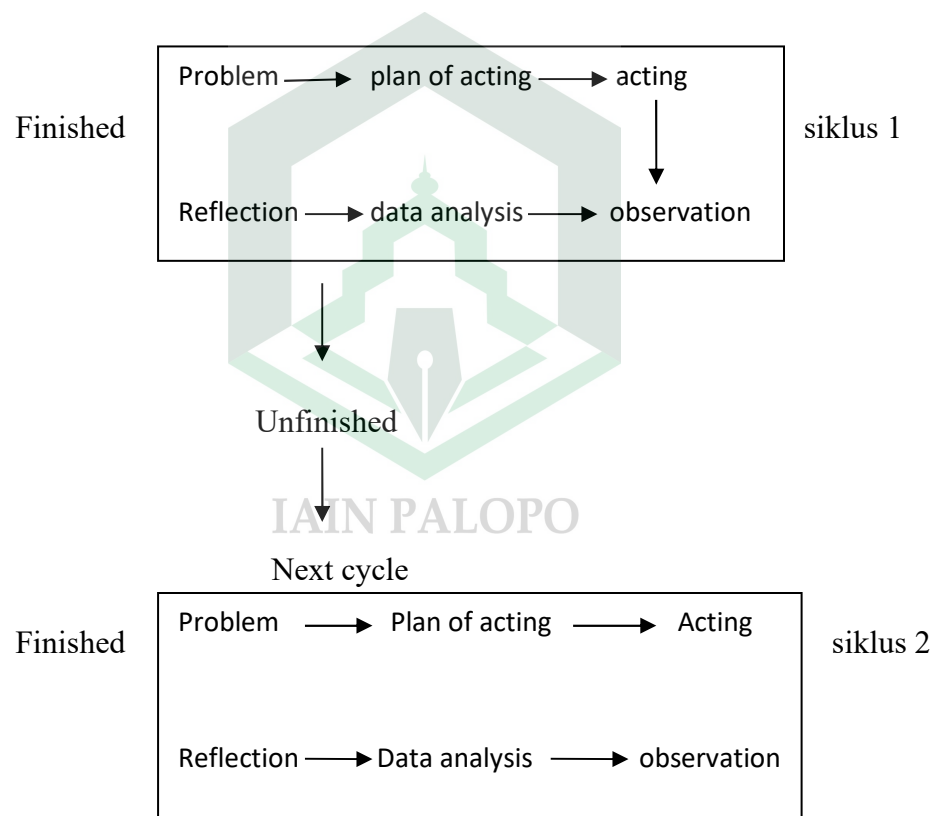 Problem plan of acting acting
Finished siklus 1
Reflection data analysis observation
Unfinished
IAIN PALOPO
Next cycle
Problem Plan of acting Acting
Finished siklus 2
Reflection Data analysis observation